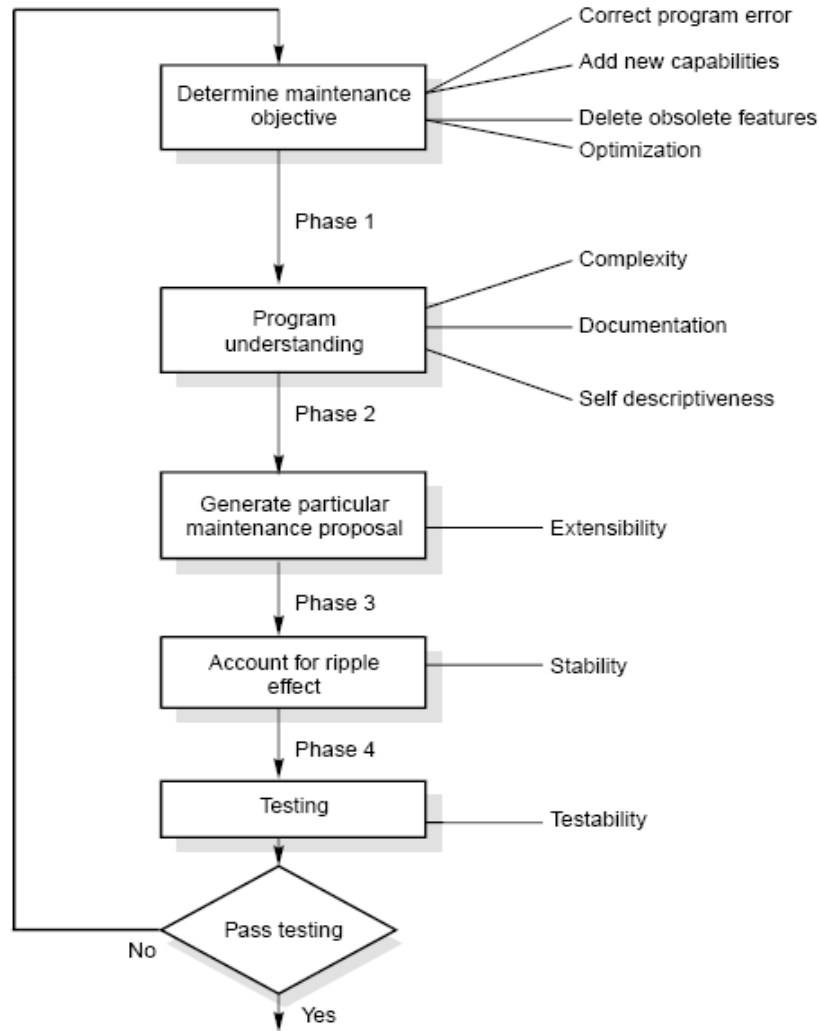 Correct program error
Add new capabilities
Determine maintenance
objective
Delete obsolete features
Optimization
Phase 1
Complexity
Program
understanding
Documentation
Self descriptiveness
Phase 2
Generate particular
maintenance proposal
Extensibility
Phase 3
Account for ripple
effect
Stability
Phase 4
Testing
Testability
Pass testing
No
Yes